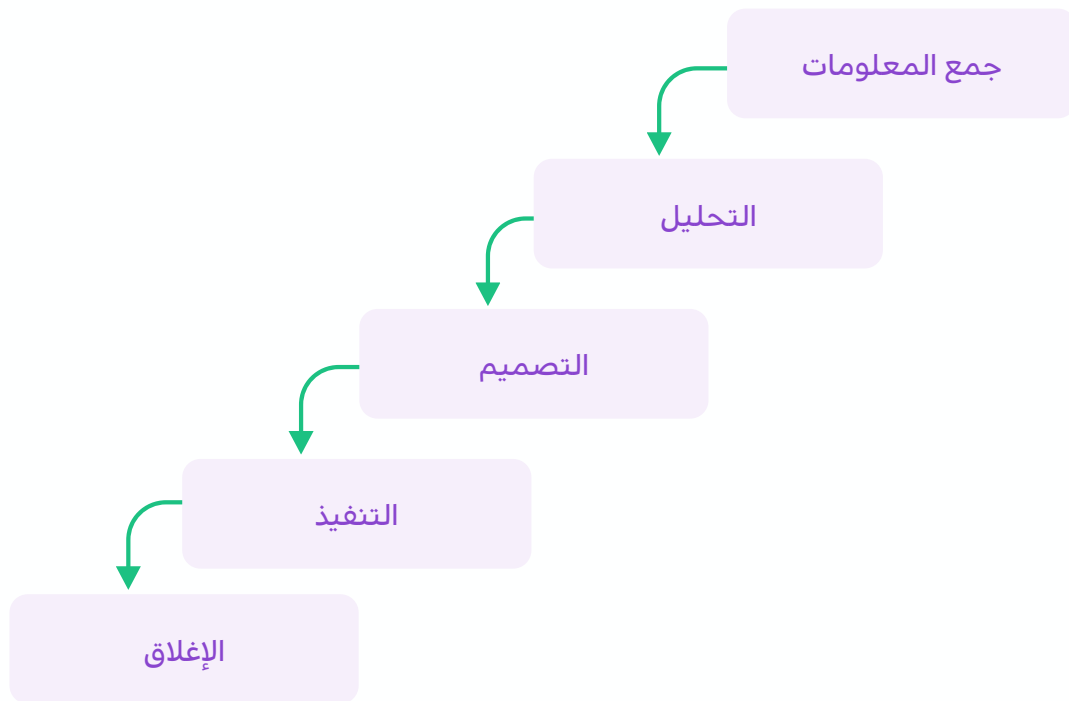 جمع المعلومات
التحليل
التصميم
التنفيذ
الإغلاق